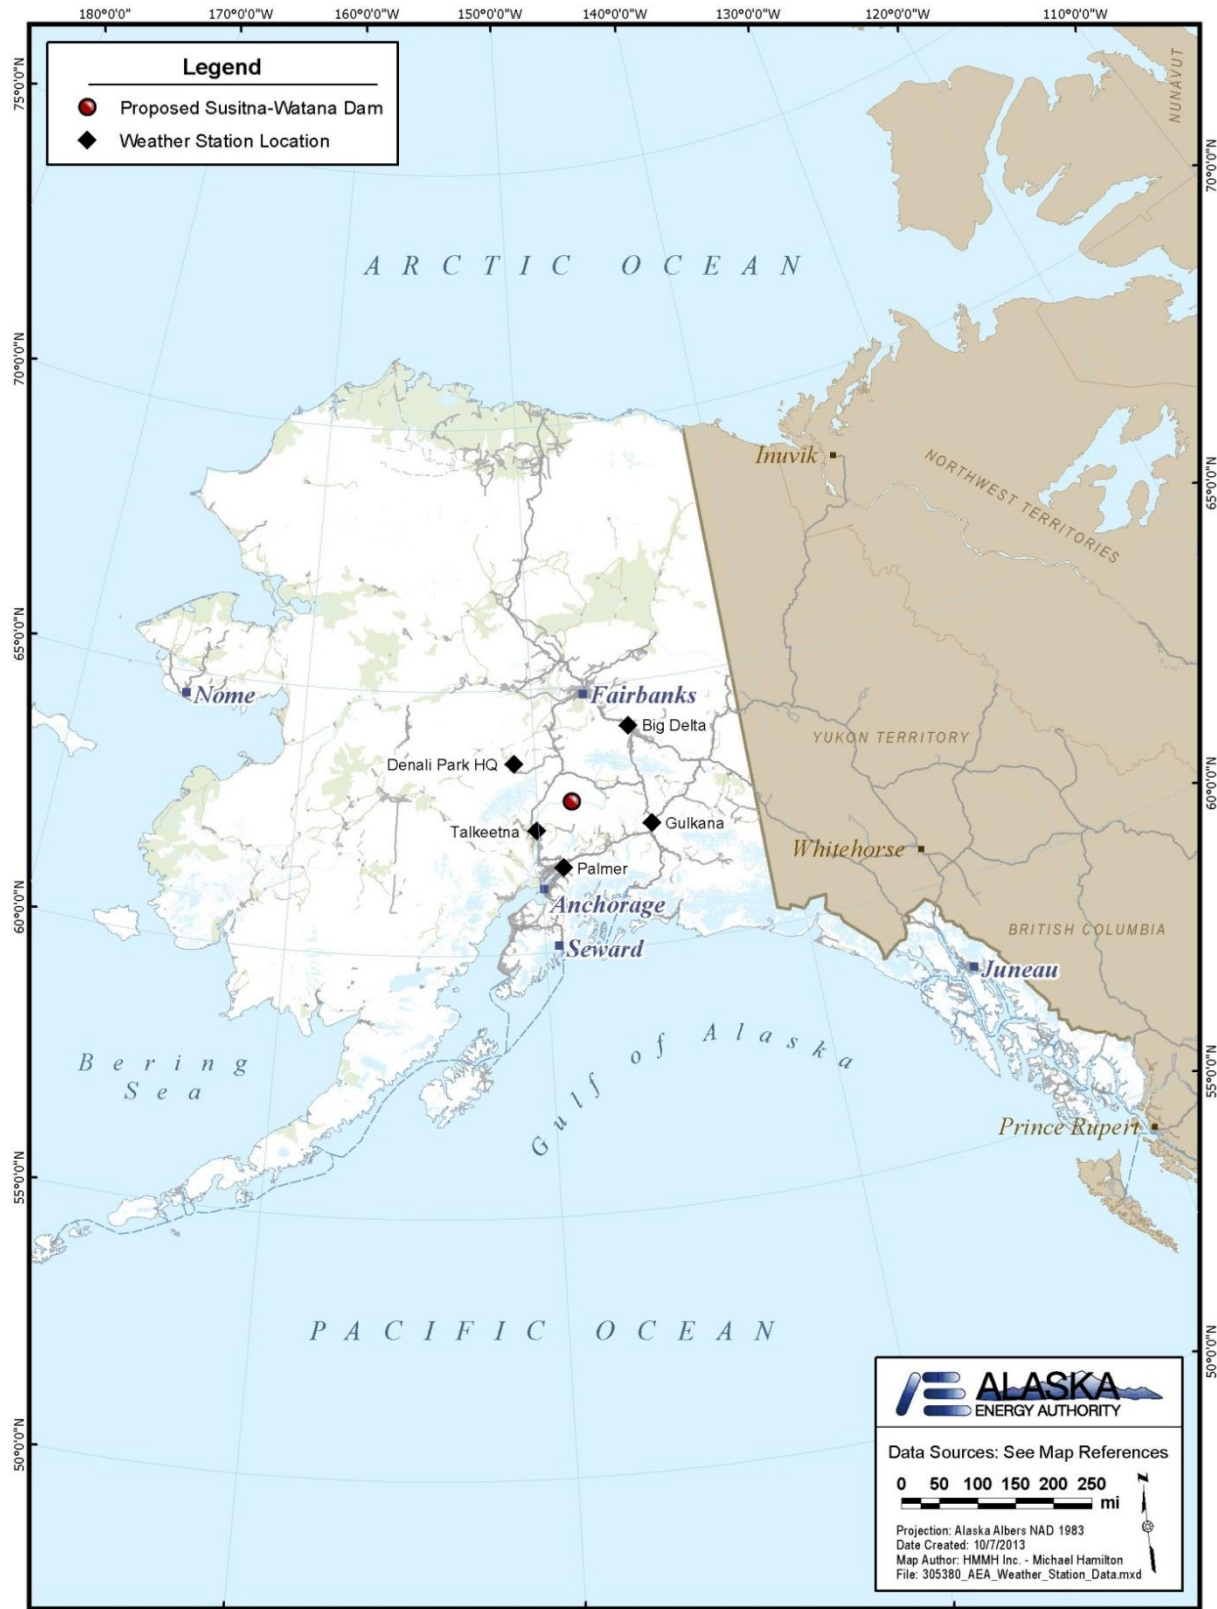 180°0'0"W
170°0'0"W
160°0'0"W
150°0'0"W
140°0'0"W
130°0'0"W
120°0'0"W
110°0'0"W
Legend
Proposed Susitna-Watana Dam
Weather Station Location
75°0'0"N
70°0'0"N
65°0'0"N
60°0'0"N
55°0'0"N
50°0'0"N
70°0'0"N
65°0'0"N
60°0'0"N
55°0'0"N
50°0'0"N
NUNAVUT
ARCTIC OCEAN
Inuvik
NORTHWEST TERRITORIES
Nome
Fairbanks
Big Delta
YUKON TERRITORY
Denali Park HQ
Talkeetna
Gulkana
Whitehorse
Palmer
Anchorage
BRITISH COLUMBIA
Seward
Juneau
Bering
Sea
Gulf of Alaska
Prince Rupert
PACIFIC OCEAN
ALASKA
ENERGY AUTHORITY
Data Sources: See Map References
0 50 100 150 200 250
mi
N
Projection: Alaska Albers NAD 1983
Date Created: 10/7/2013
Map Author: HMMH Inc. - Michael Hamilton
File: 305380_AEA_Weather_Station_Data.mxd